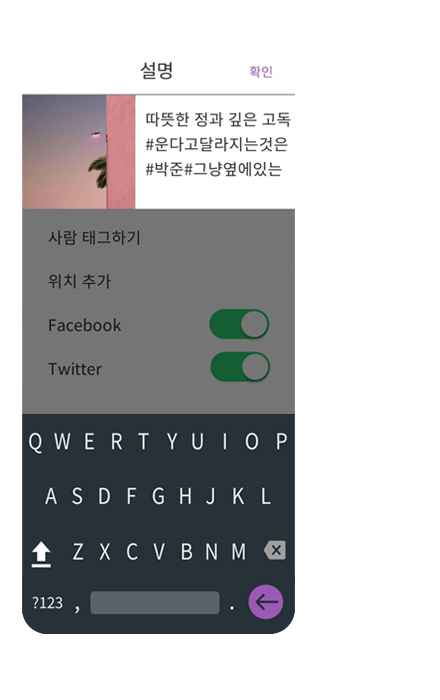 설명
확인
따뜻한 정과 깊은 고독
#운다고달라지는것은
#박준#그냥옆에있는
사람 태그하기
위치 추가
Facebook
Twitter
Q W E R T Y U I O P
A S D F G H J K L
Z X C V B N M
?123 , .